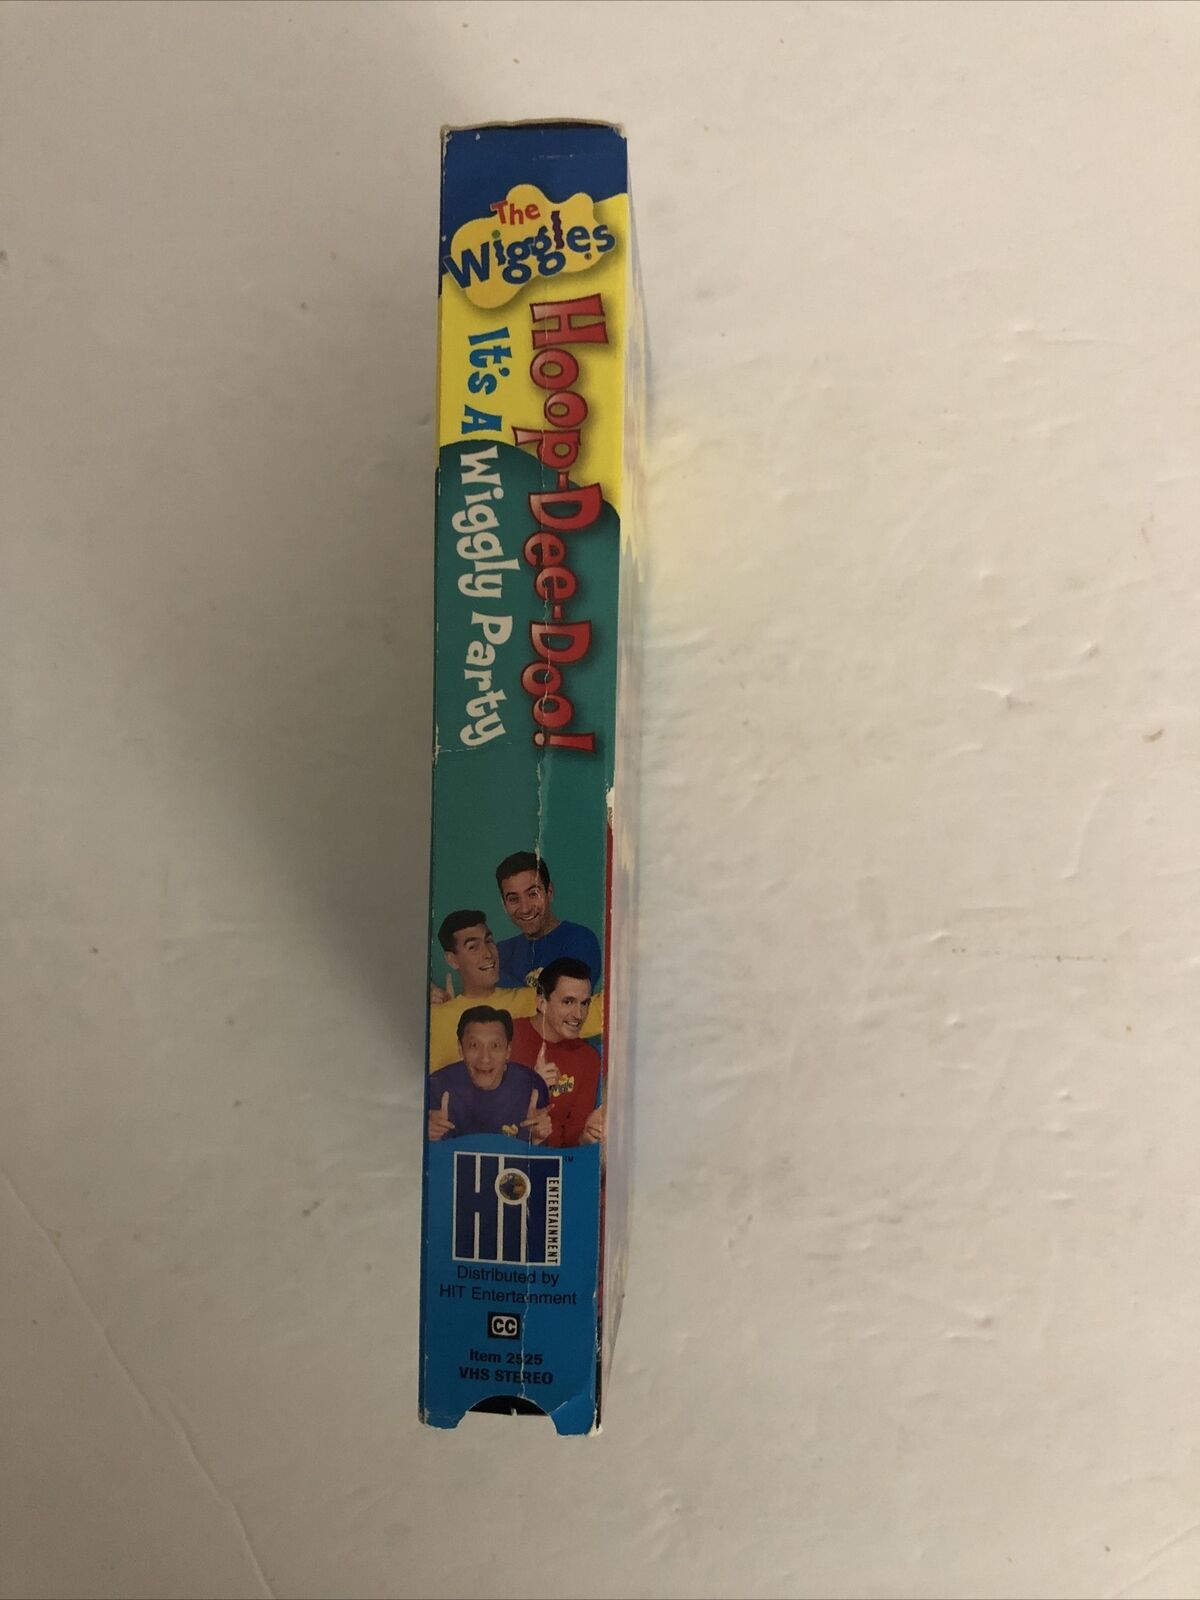 The
Wiggles
Hoop-Dee-Doo!
It's A Wiggly Party
HiT
ENTERTAINMENT
TM
Distributed by
HIT Entertainment
CC
Item 2525
VHS STEREO